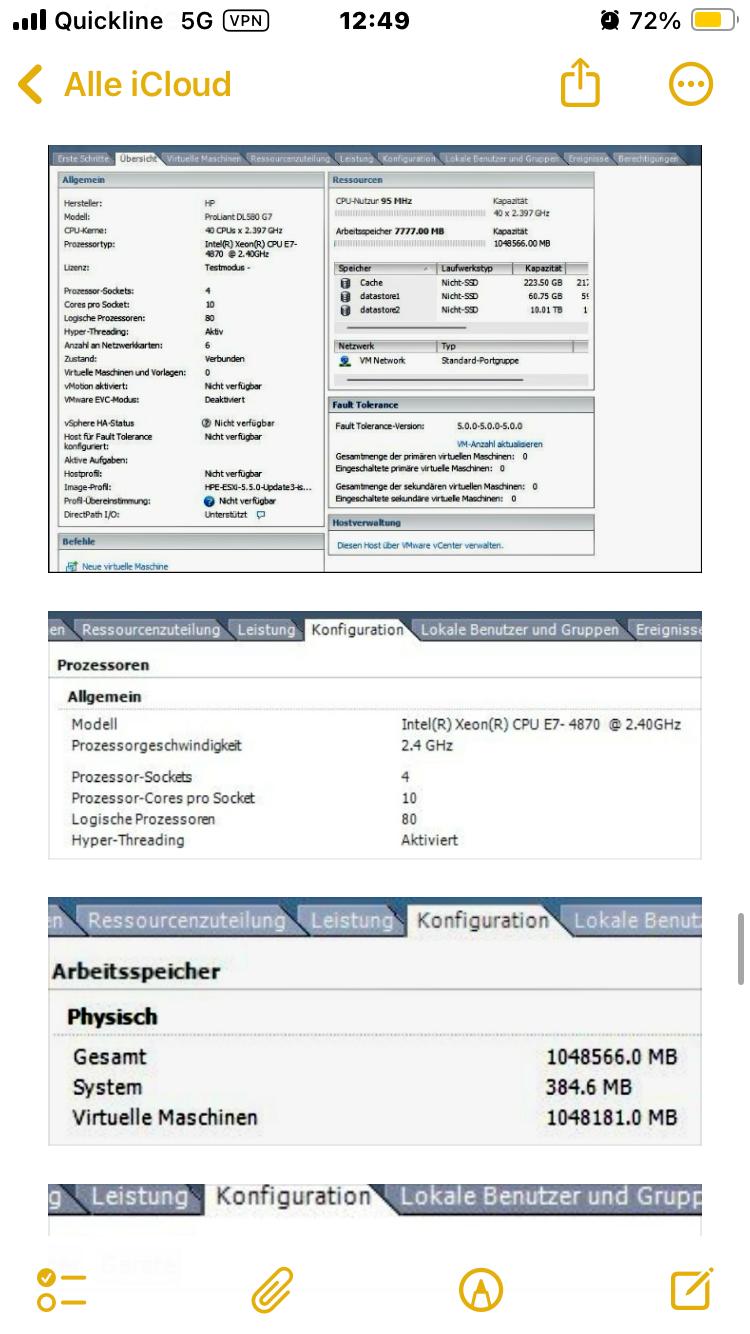 Quickline 5G VPN 12:49 72%
Alle iCloud
Erste Schritte Übersicht Virtuelle Maschinen Ressourcenzuteilung Leistung Konfiguration Lokale Benutzer und Gruppen Ereignisse Berechtigungen
Allgemein
Hersteller: HP
Modell: ProLiant DL580 G7
CPU-Kerne: 40 CPUs x 2.397 GHz
Prozessortyp: Intel(R) Xeon(R) CPU E7-
4870 @ 2.40GHz
Lizenz: Testmodus -
Prozessor-Sockets: 4
Cores pro Socket: 10
Logische Prozessoren: 80
Hyper-Threading: Aktiv
Anzahl an Netzwerkkarten: 6
Zustand: Verbunden
Virtuelle Maschinen und Vorlagen: 0
vMotion aktiviert: Nicht verfügbar
VMware EVC-Modus: Deaktiviert
vSphere HA-Status Nicht verfügbar
Host für Fault Tolerance Nicht verfügbar
konfiguriert:
Aktive Aufgaben:
Hostprofil: Nicht verfügbar
Image-Profil: HPE-ESXi-5.5.0-Update3-is...
Profil-Übereinstimmung: Nicht verfügbar
DirectPath I/O: Unterstützt
Befehle
Neue virtuelle Maschine
Ressourcen
CPU-Nutzur 95 MHz Kapazität
40 x 2.397 GHz
Arbeitsspeicher 7777.00 MB Kapazität
1048566.00 MB
Speicher Laufwerkstyp Kapazität
Cache Nicht-SSD 223.50 GB 217
datastore1 Nicht-SSD 60.75 GB 59
datastore2 Nicht-SSD 10.01 TB 1
Netzwerk Typ
VM Network Standard-Portgruppe
Fault Tolerance
Fault Tolerance-Version: 5.0.0-5.0.0-5.0.0
VM-Anzahl aktualisieren
Gesamtmenge der primären virtuellen Maschinen: 0
Eingeschaltete primäre virtuelle Maschinen: 0
Gesamtmenge der sekundären virtuellen Maschinen: 0
Eingeschaltete sekundäre virtuelle Maschinen: 0
Hostverwaltung
Diesen Host über VMware vCenter verwalten.
en Ressourcenzuteilung Leistung Konfiguration Lokale Benutzer und Gruppen Ereignisse
Prozessoren
Allgemein
Modell Intel(R) Xeon(R) CPU E7- 4870 @ 2.40GHz
Prozessorgeschwindigkeit 2.4 GHz
Prozessor-Sockets 4
Prozessor-Cores pro Socket 10
Logische Prozessoren 80
Hyper-Threading Aktiviert
n Ressourcenzuteilung Leistung Konfiguration Lokale Benutz
Arbeitsspeicher
Physisch
Gesamt 1048566.0 MB
System 384.6 MB
Virtuelle Maschinen 1048181.0 MB
g Leistung Konfiguration Lokale Benutzer und Grupp